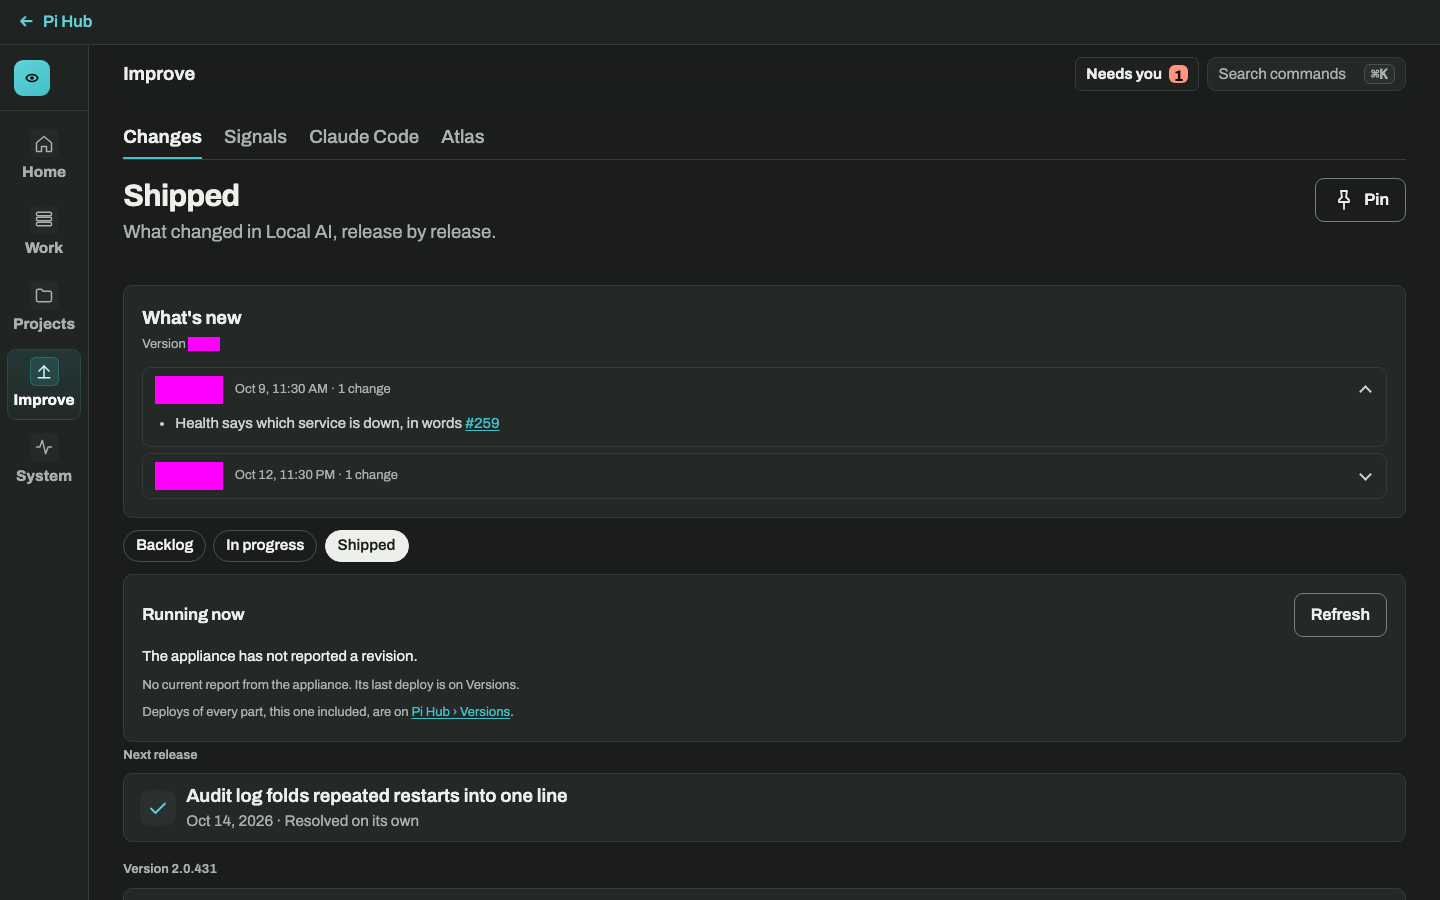 ← Pi Hub
Improve
Needs you 1
Search commands ⌘K
Home
Work
Projects
Improve
System
Changes Signals Claude Code Atlas
Shipped
What changed in Local AI, release by release.
Pin
What's new
Version
Oct 9, 11:30 AM · 1 change
• Health says which service is down, in words #259
Oct 12, 11:30 PM · 1 change
Backlog In progress Shipped
Running now
Refresh
The appliance has not reported a revision.
No current report from the appliance. Its last deploy is on Versions.
Deploys of every part, this one included, are on Pi Hub › Versions.
Next release
Audit log folds repeated restarts into one line
Oct 14, 2026 · Resolved on its own
Version 2.0.431